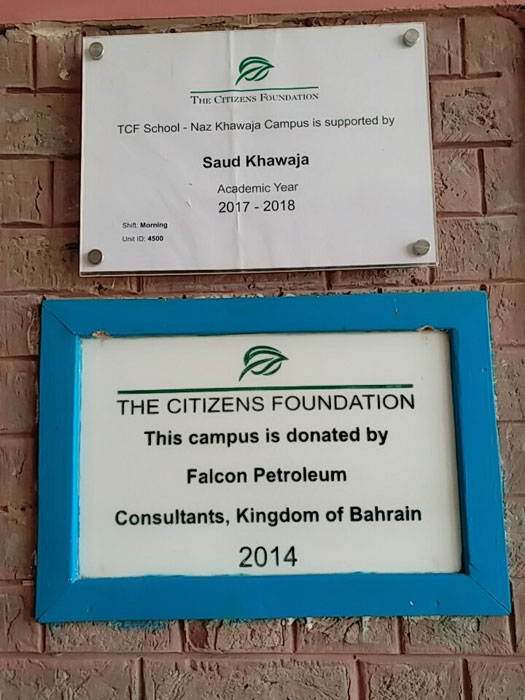 THE CITIZENS FOUNDATION
TCF School - Naz Khawaja Campus is supported by
Saud Khawaja
Academic Year
2017 - 2018
Shift: Morning
Unit ID: 4500
THE CITIZENS FOUNDATION
This campus is donated by
Falcon Petroleum
Consultants, Kingdom of Bahrain
2014